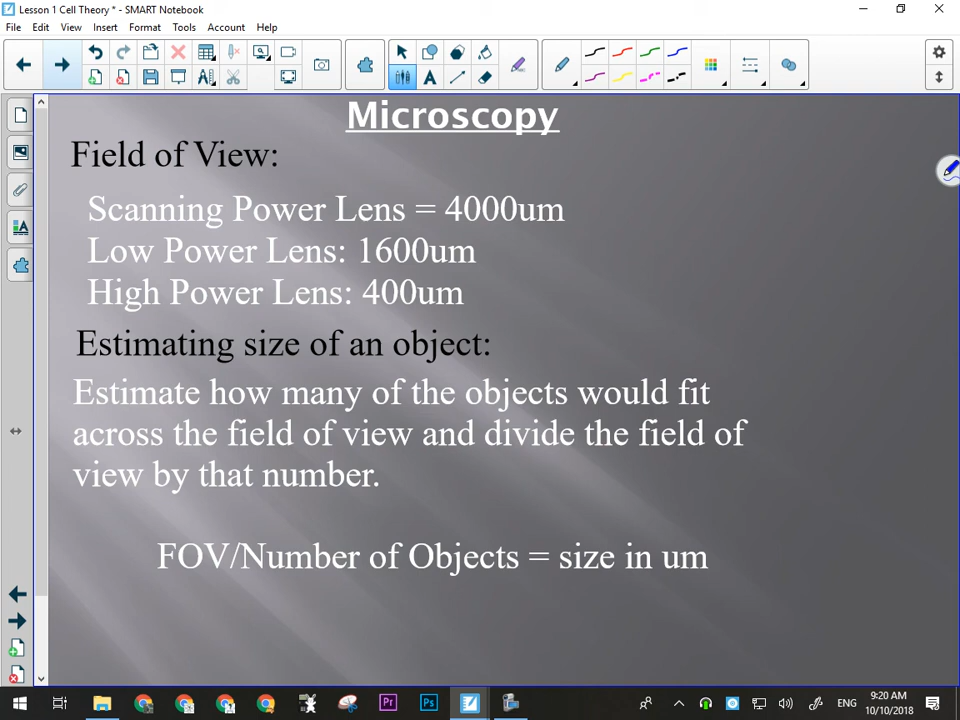 Lesson 1 Cell Theory * - SMART Notebook
File Edit View Insert Format Tools Account Help
Microscopy
Field of View:
Scanning Power Lens = 4000um
Low Power Lens: 1600um
High Power Lens: 400um
Estimating size of an object:
Estimate how many of the objects would fit
across the field of view and divide the field of
view by that number.
FOV/Number of Objects = size in um
Pr Ps ENG
9:20 AM
10/10/2018